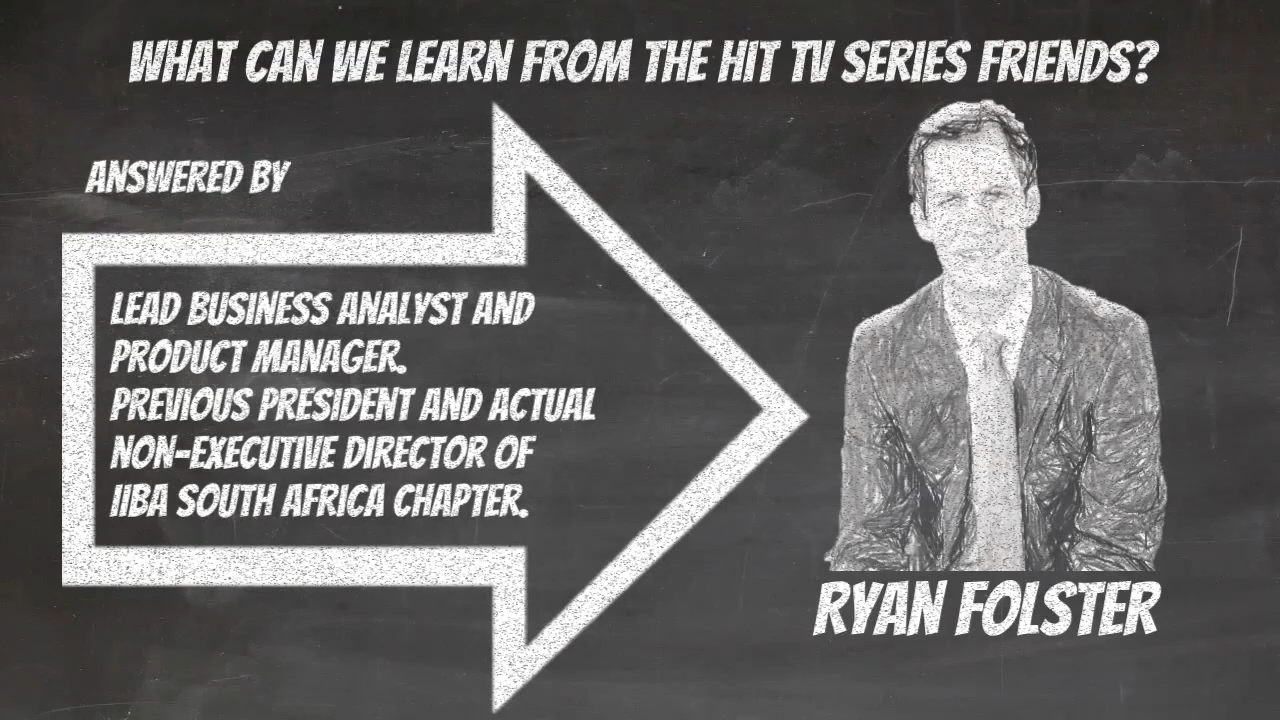 WHAT CAN WE LEARN FROM THE HIT TV SERIES FRIENDS?
ANSWERED BY
LEAD BUSINESS ANALYST AND
PRODUCT MANAGER.
PREVIOUS PRESIDENT AND ACTUAL
NON-EXECUTIVE DIRECTOR OF
IIBA SOUTH AFRICA CHAPTER.
RYAN FOLSTER